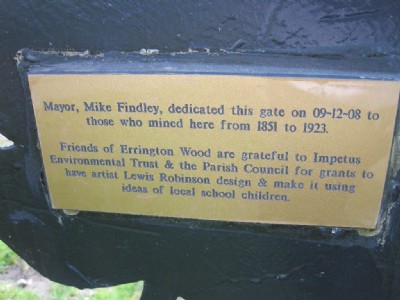 Mayor, Mike Findley, dedicated this gate on 09-12-08 to
those who mined here from 1851 to 1923.
Friends of Errington Wood are grateful to Impetus
Environmental Trust & the Parish Council for grants to
have artist Lewis Robinson design & make it using
ideas of local school children.